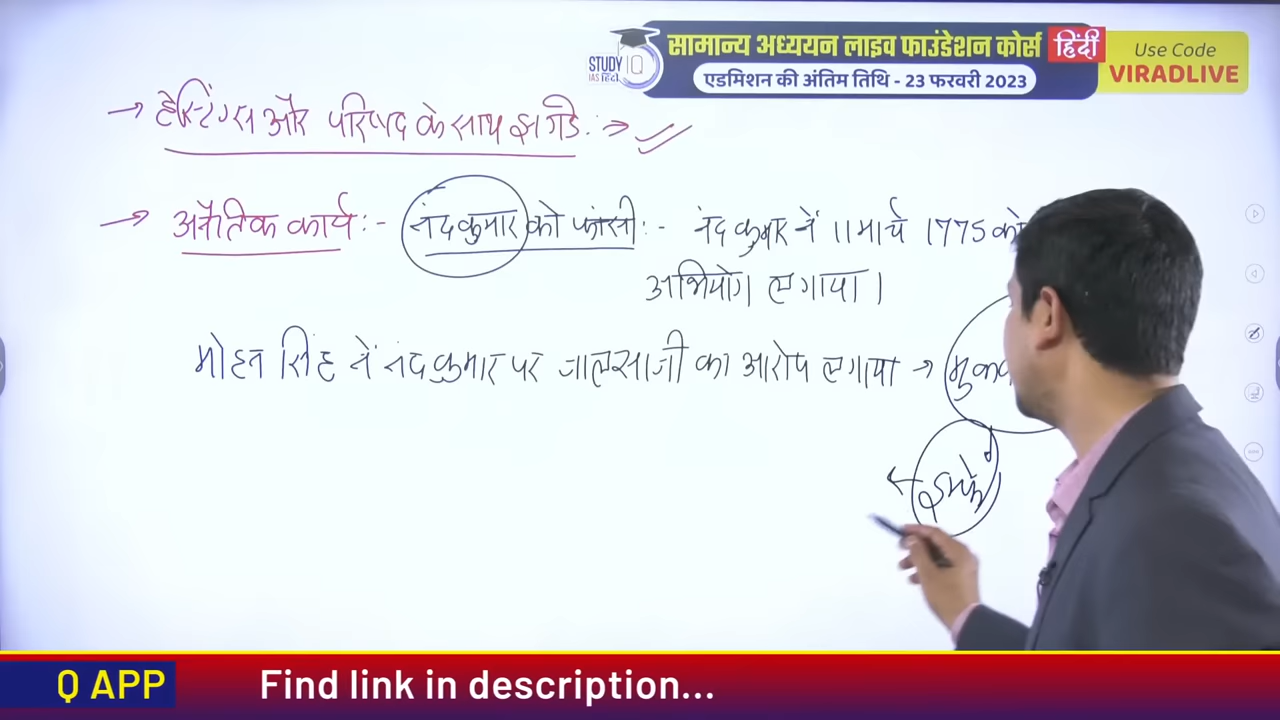 STUDY IQ
IAS हिंदी
सामान्य अध्ययन लाइव फाउंडेशन कोर्स हिंदी
एडमिशन की अंतिम तिथि - 23 फरवरी 2023
Use Code
VIRADLIVE
→ हेस्टिंग्स और परिषद के साथ झगडे :→
→ अनैतिक कार्य :- नंदकुमार को फांसी :- नंदकुमार नें 11 मार्च 1775 को
अभियोग लगाया ।
मोहन सिंह नें नंदकुमार पर जालसाजी का आरोप लगाया →
Q APP
Find link in description...